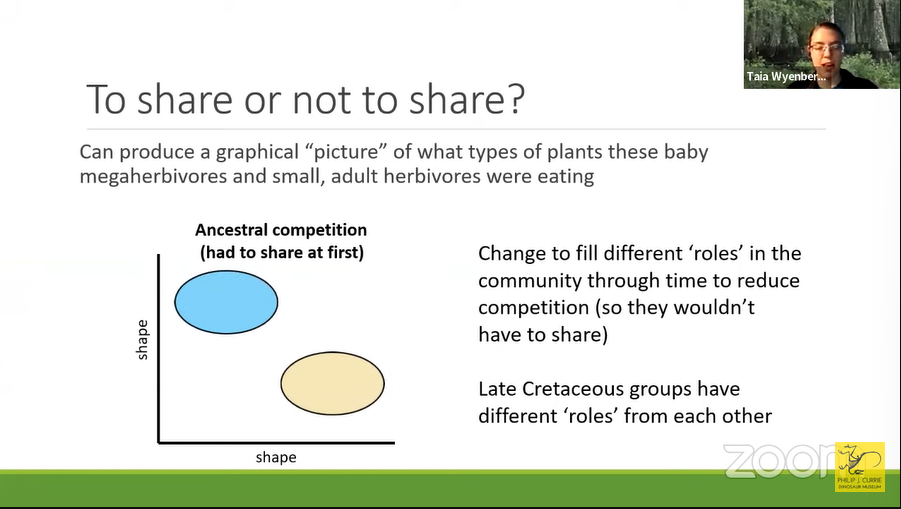 Taia Wyenber...
To share or not to share?
Can produce a graphical “picture” of what types of plants these baby
megaherbivores and small, adult herbivores were eating
Ancestral competition
(had to share at first)
shape
shape
Change to fill different ‘roles’ in the
community through time to reduce
competition (so they wouldn’t
have to share)
Late Cretaceous groups have
different ‘roles’ from each other
zoom
PHILIP J. CURRIE
DINOSAUR MUSEUM